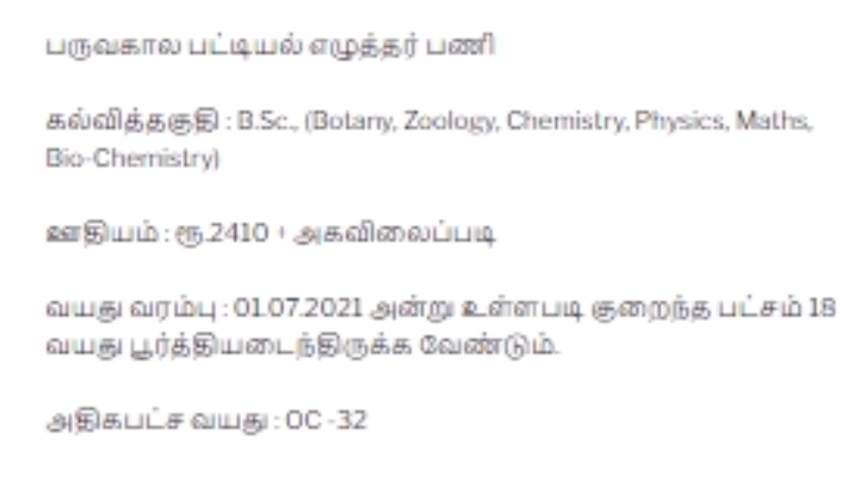 பருவகால பட்டியல் எழுத்தர் பணி
கல்வித்தகுதி : B.Sc., (Botany, Zoology, Chemistry, Physics, Maths,
Bio-Chemistry)
ஊதியம் : ரூ.2410 + அகவிலைப்படி
வயது வரம்பு : 01.07.2021 அன்று உள்ளபடி குறைந்த பட்சம் 18
வயது பூர்த்தியடைந்திருக்க வேண்டும்.
அதிகபட்ச வயது : OC -32